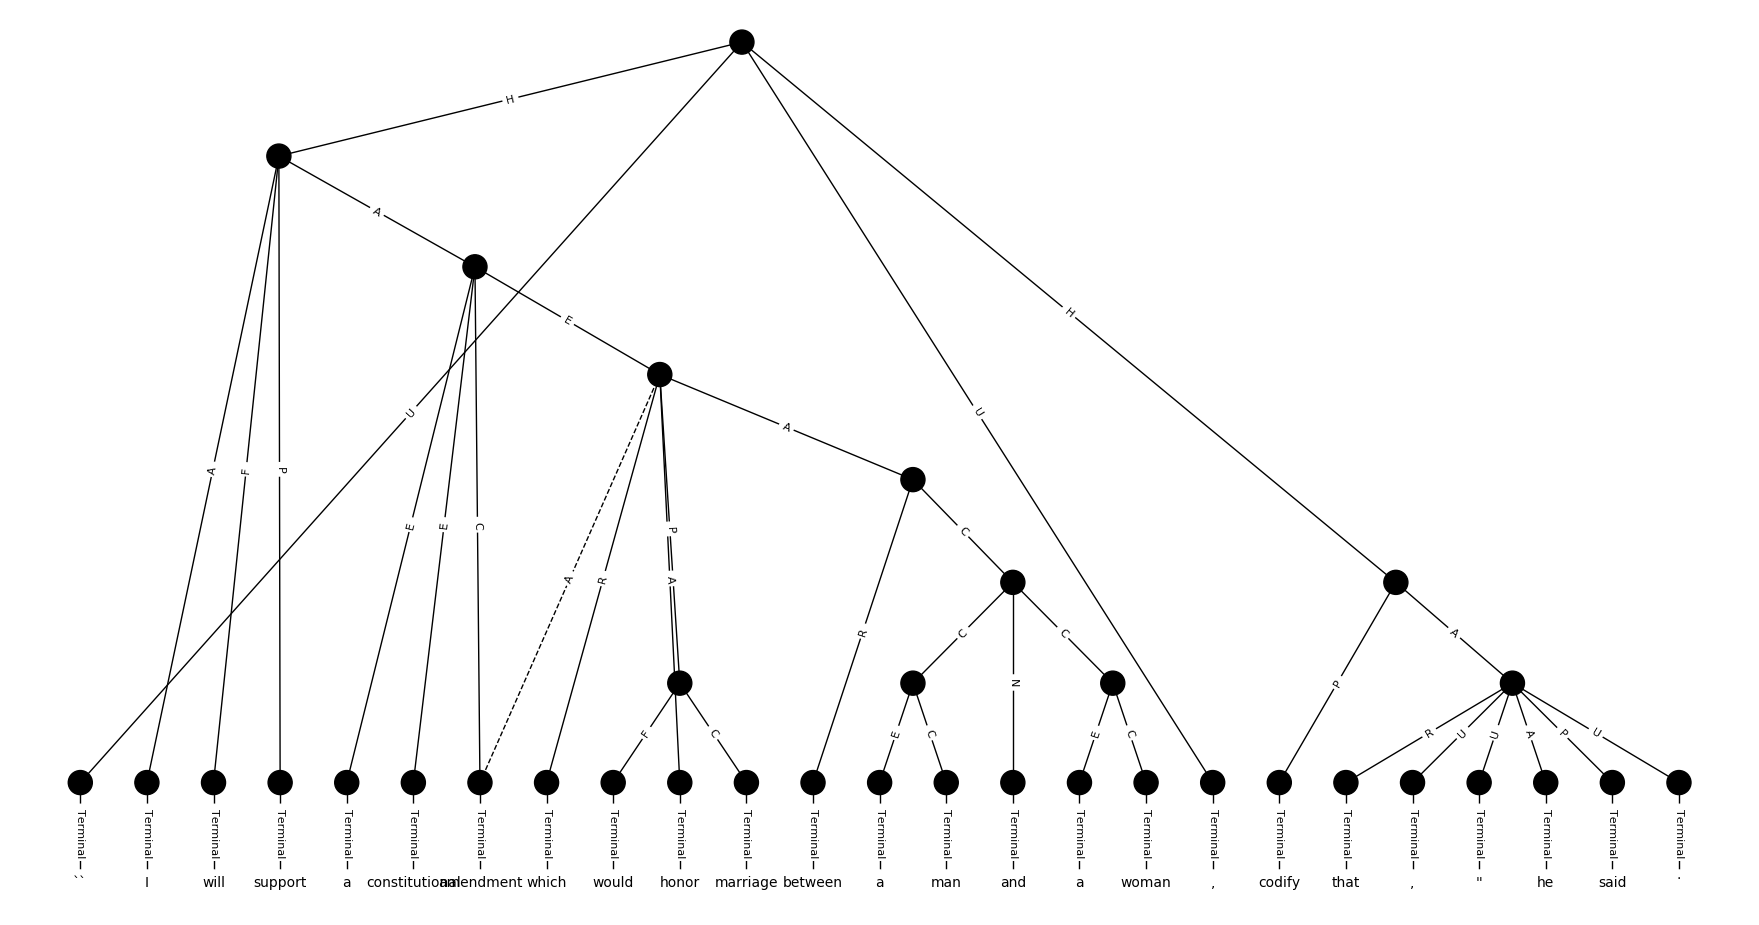 H
A
U
H
U
E
A
A
F
P
E
E
C
A
R
P
A
A
C
R
C
N
C
P
A
F
C
E
C
E
C
R
U
U
A
P
U
Terminal Terminal Terminal Terminal Terminal Terminal Terminal Terminal Terminal Terminal Terminal Terminal Terminal Terminal Terminal Terminal Terminal Terminal Terminal Terminal Terminal Terminal Terminal Terminal Terminal
`` I will support a constitutional amendment which would honor marriage between a man and a woman , codify that , " he said .